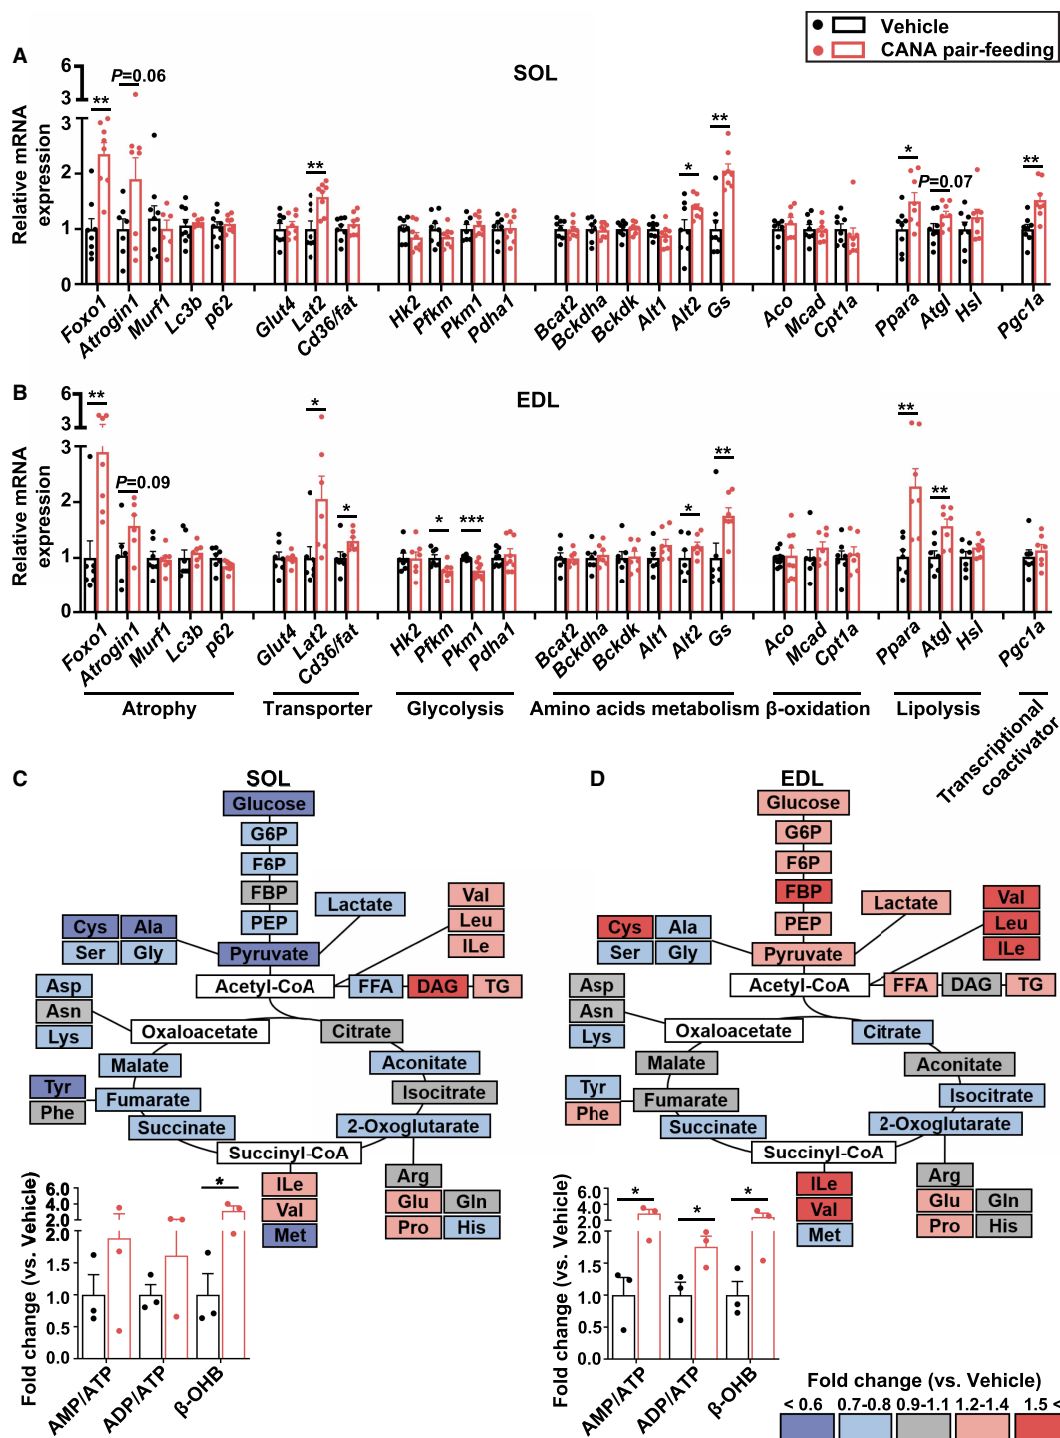 Vehicle
CANA pair-feeding
A
SOL
Relative mRNA
expression
6
3
3
2
1
0
** P=0.06 ** * ** * P=0.07 **
Foxo1 Atrogin1 Murf1 Lc3b p62 Glut4 Lat2 Cd36/fat Hk2 Pfkm Pkm1 Pdha1 Bcat2 Bckdha Bckdk Alt1 Alt2 Gs Aco Mcad Cpt1a Ppara Atgl Hsl Pgc1a
B
EDL
Relative mRNA
expression
6
3
3
2
1
0
** P=0.09 * * * *** * ** ** **
Foxo1 Atrogin1 Murf1 Lc3b p62 Glut4 Lat2 Cd36/fat Hk2 Pfkm Pkm1 Pdha1 Bcat2 Bckdha Bckdk Alt1 Alt2 Gs Aco Mcad Cpt1a Ppara Atgl Hsl Pgc1a
Atrophy Transporter Glycolysis Amino acids metabolism β-oxidation Lipolysis
Transcriptional
coactivator
C
SOL
Glucose
G6P
F6P
FBP
PEP
Lactate
Val
Leu
ILe
Cys Ala
Ser Gly
Pyruvate
Acetyl-CoA
FFA DAG TG
Asp
Asn
Lys
Oxaloacetate
Citrate
Malate
Aconitate
Tyr
Phe
Fumarate
Isocitrate
Succinate
2-Oxoglutarate
Succinyl-CoA
ILe
Val
Met
Arg
Glu Gln
Pro His
Fold change (vs. Vehicle)
6.0
4.0
2.0
2.0
1.5
1.0
0.5
0.0
*
AMP/ATP ADP/ATP β-OHB
D
EDL
Glucose
G6P
F6P
FBP
PEP
Lactate
Val
Leu
ILe
Cys Ala
Ser Gly
Pyruvate
Acetyl-CoA
FFA DAG TG
Asp
Asn
Lys
Oxaloacetate
Citrate
Malate
Aconitate
Tyr
Phe
Fumarate
Isocitrate
Succinate
2-Oxoglutarate
Succinyl-CoA
ILe
Val
Met
Arg
Glu Gln
Pro His
Fold change (vs. Vehicle)
6.0
4.0
2.0
2.0
1.5
1.0
0.5
0.0
* * *
AMP/ATP ADP/ATP β-OHB
Fold change (vs. Vehicle)
< 0.6 0.7-0.8 0.9-1.1 1.2-1.4 1.5 <